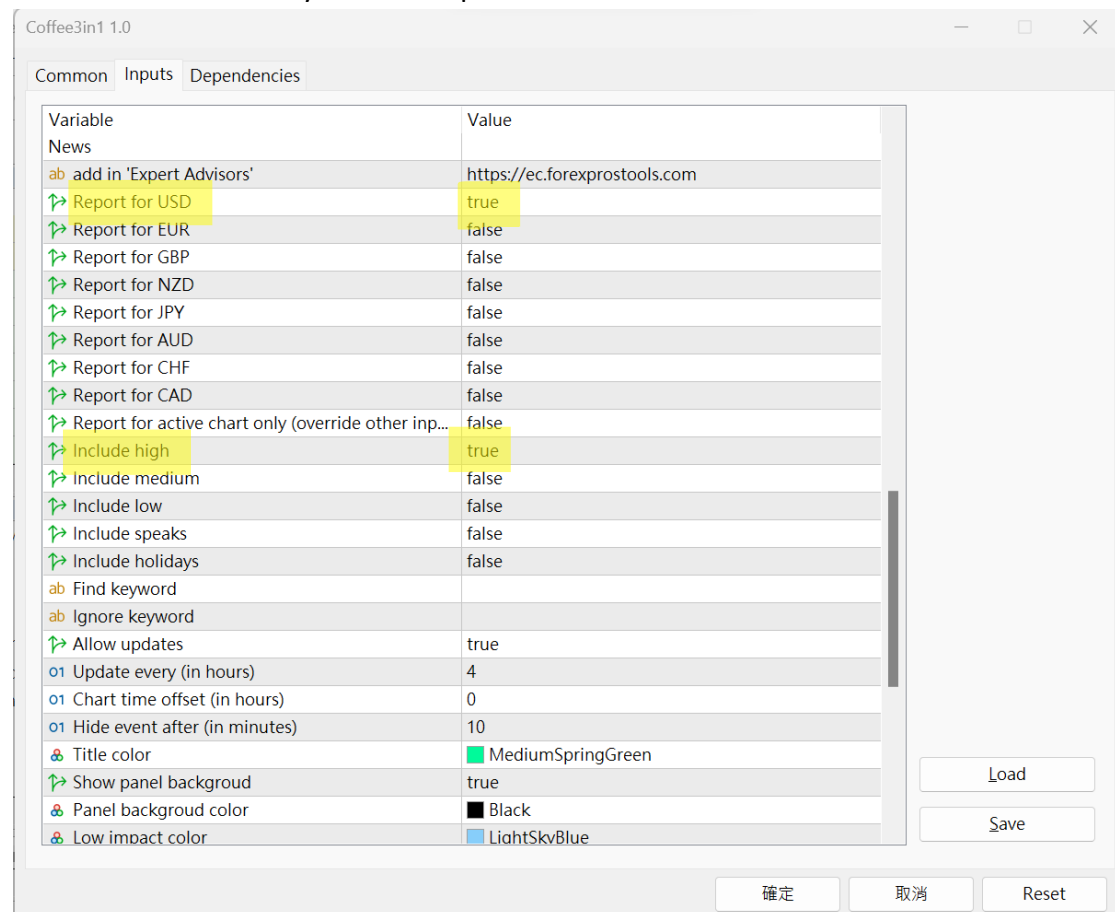 Coffee3in1 1.0
Common Inputs Dependencies
Variable Value
News
ab add in 'Expert Advisors' https://ec.forexprostools.com
Report for USD true
Report for EUR false
Report for GBP false
Report for NZD false
Report for JPY false
Report for AUD false
Report for CHF false
Report for CAD false
Report for active chart only (override other inp... false
Include high true
Include medium false
Include low false
Include speaks false
Include holidays false
ab Find keyword
ab Ignore keyword
Allow updates true
01 Update every (in hours) 4
01 Chart time offset (in hours) 0
01 Hide event after (in minutes) 10
Title color MediumSpringGreen
Show panel backgroud true
Panel backgroud color Black
Low impact color LightSkyBlue
Load
Save
確定 取消 Reset